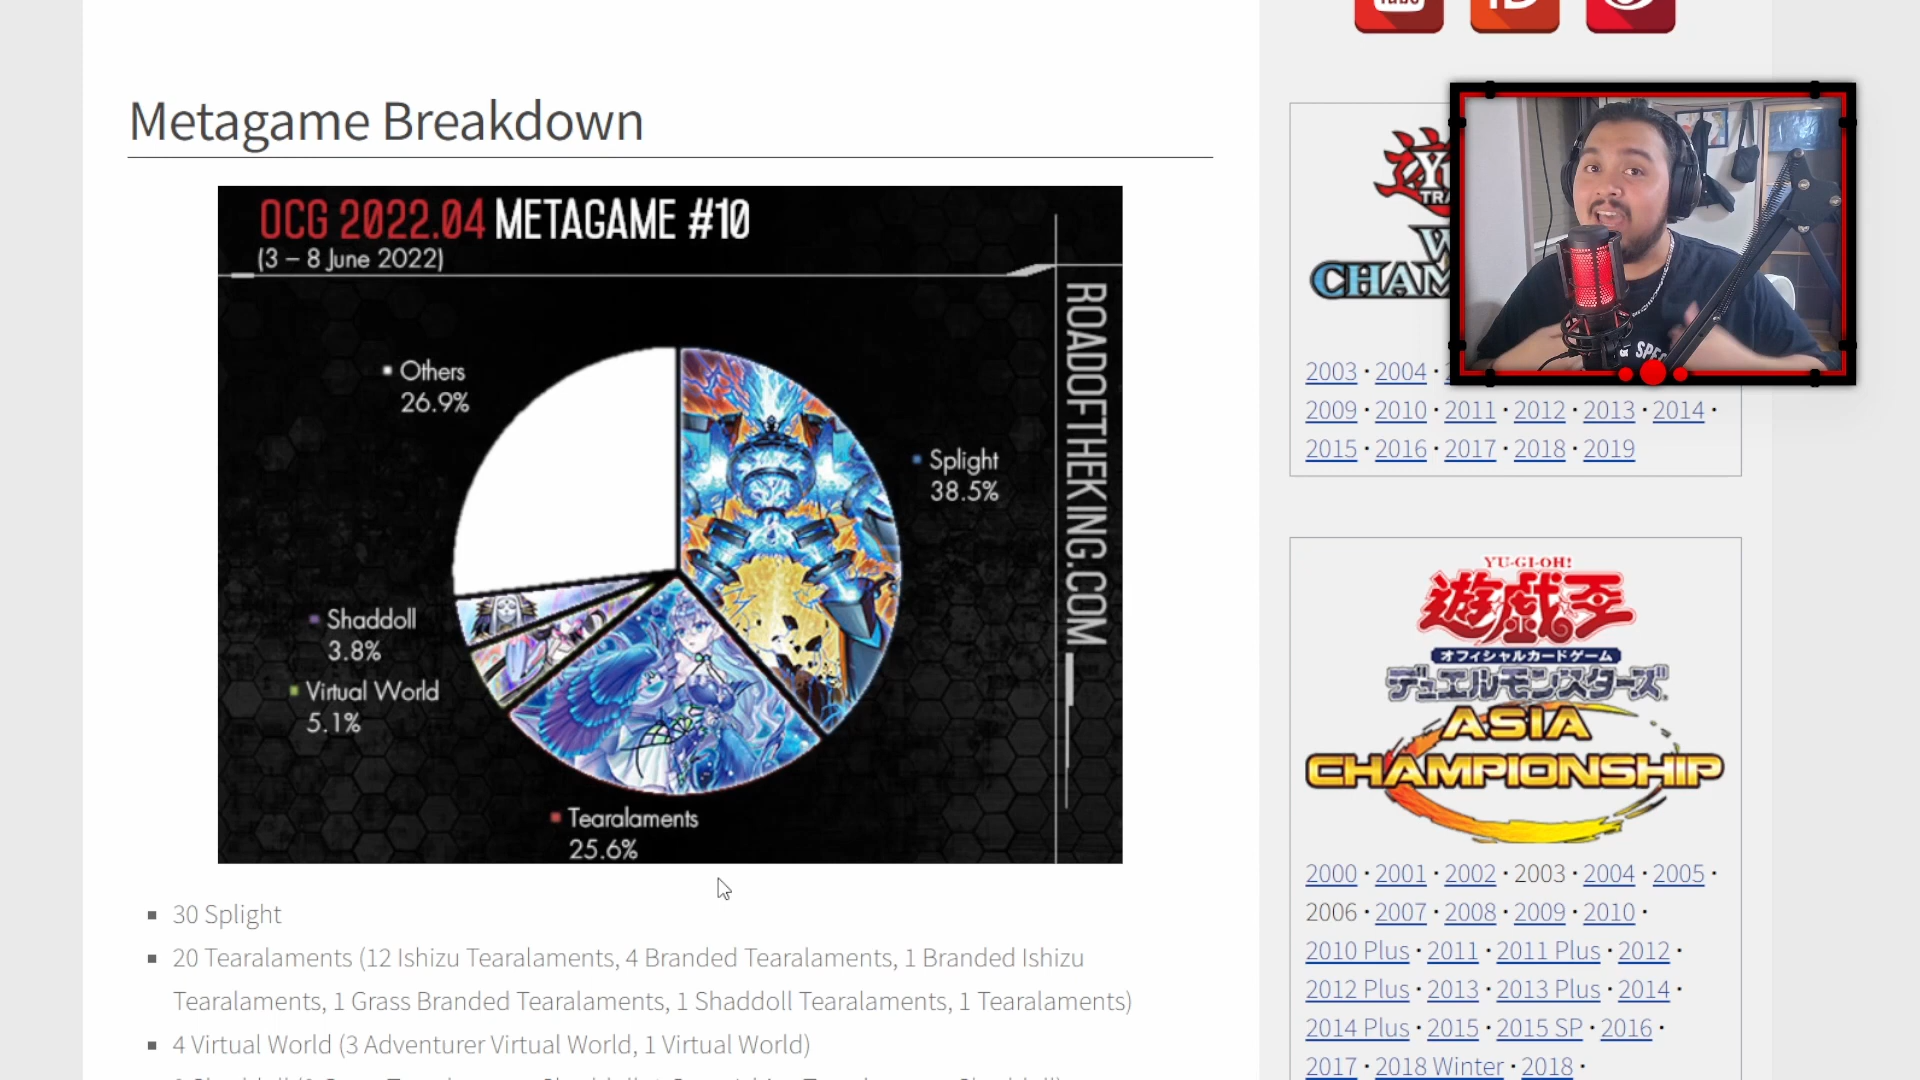 Metagame Breakdown
OCG 2022.04 METAGAME #10
(3 – 8 June 2022)
ROADOFTHEKING.COM
Others
26.9%
Splight
38.5%
Shaddoll
3.8%
Virtual World
5.1%
Tearalaments
25.6%
▪ 30 Splight
▪ 20 Tearalaments (12 Ishizu Tearalaments, 4 Branded Tearalaments, 1 Branded Ishizu
Tearalaments, 1 Grass Branded Tearalaments, 1 Shaddoll Tearalaments, 1 Tearalaments)
▪ 4 Virtual World (3 Adventurer Virtual World, 1 Virtual World)
Tube
iD
SPEC
2003 · 2004 ·
2009 · 2010 · 2011 · 2012 · 2013 · 2014 ·
2015 · 2016 · 2017 · 2018 · 2019
YU-GI-OH!
遊戯王
オフィシャルカードゲーム
デュエルモンスターズ
ASIA
CHAMPIONSHIP
2000 · 2001 · 2002 · 2003 · 2004 · 2005 ·
2006 · 2007 · 2008 · 2009 · 2010 ·
2010 Plus · 2011 · 2011 Plus · 2012 ·
2012 Plus · 2013 · 2013 Plus · 2014 ·
2014 Plus · 2015 · 2015 SP · 2016 ·
2017 · 2018 Winter · 2018 ·